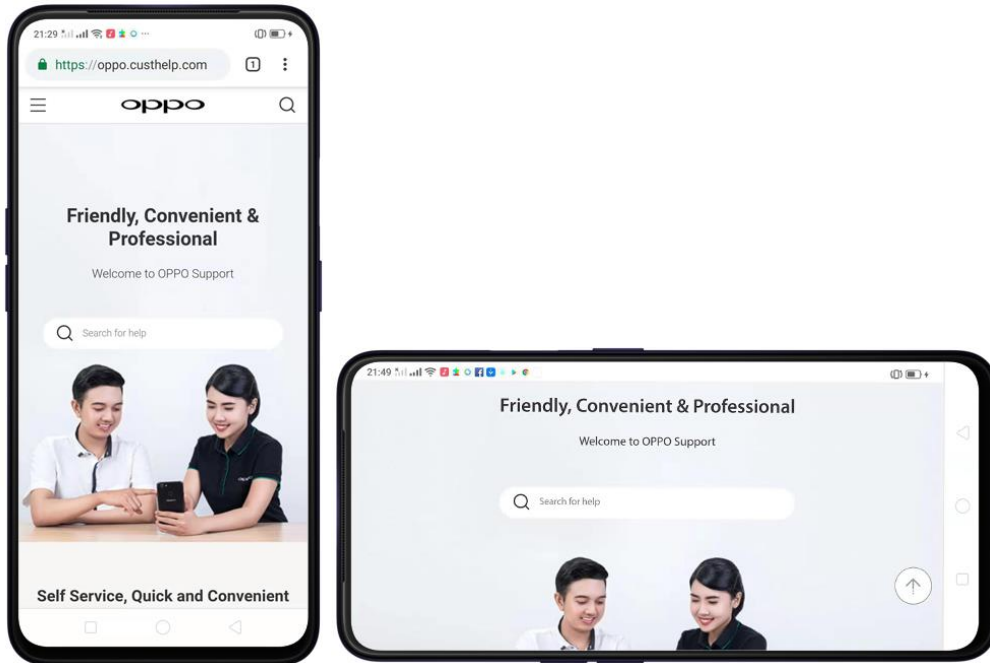 21:29
https://oppo.custhelp.com
1
oppo
Friendly, Convenient &
Professional
Welcome to OPPO Support
Search for help
Self Service, Quick and Convenient
21:49
Friendly, Convenient & Professional
Welcome to OPPO Support
Search for help